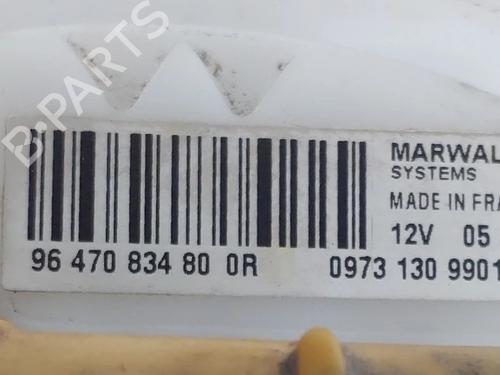 B-PARTS
MARWAL
SYSTEMS
MADE IN FRA
12V 05
96 470 834 80 0R 0973 130 9901